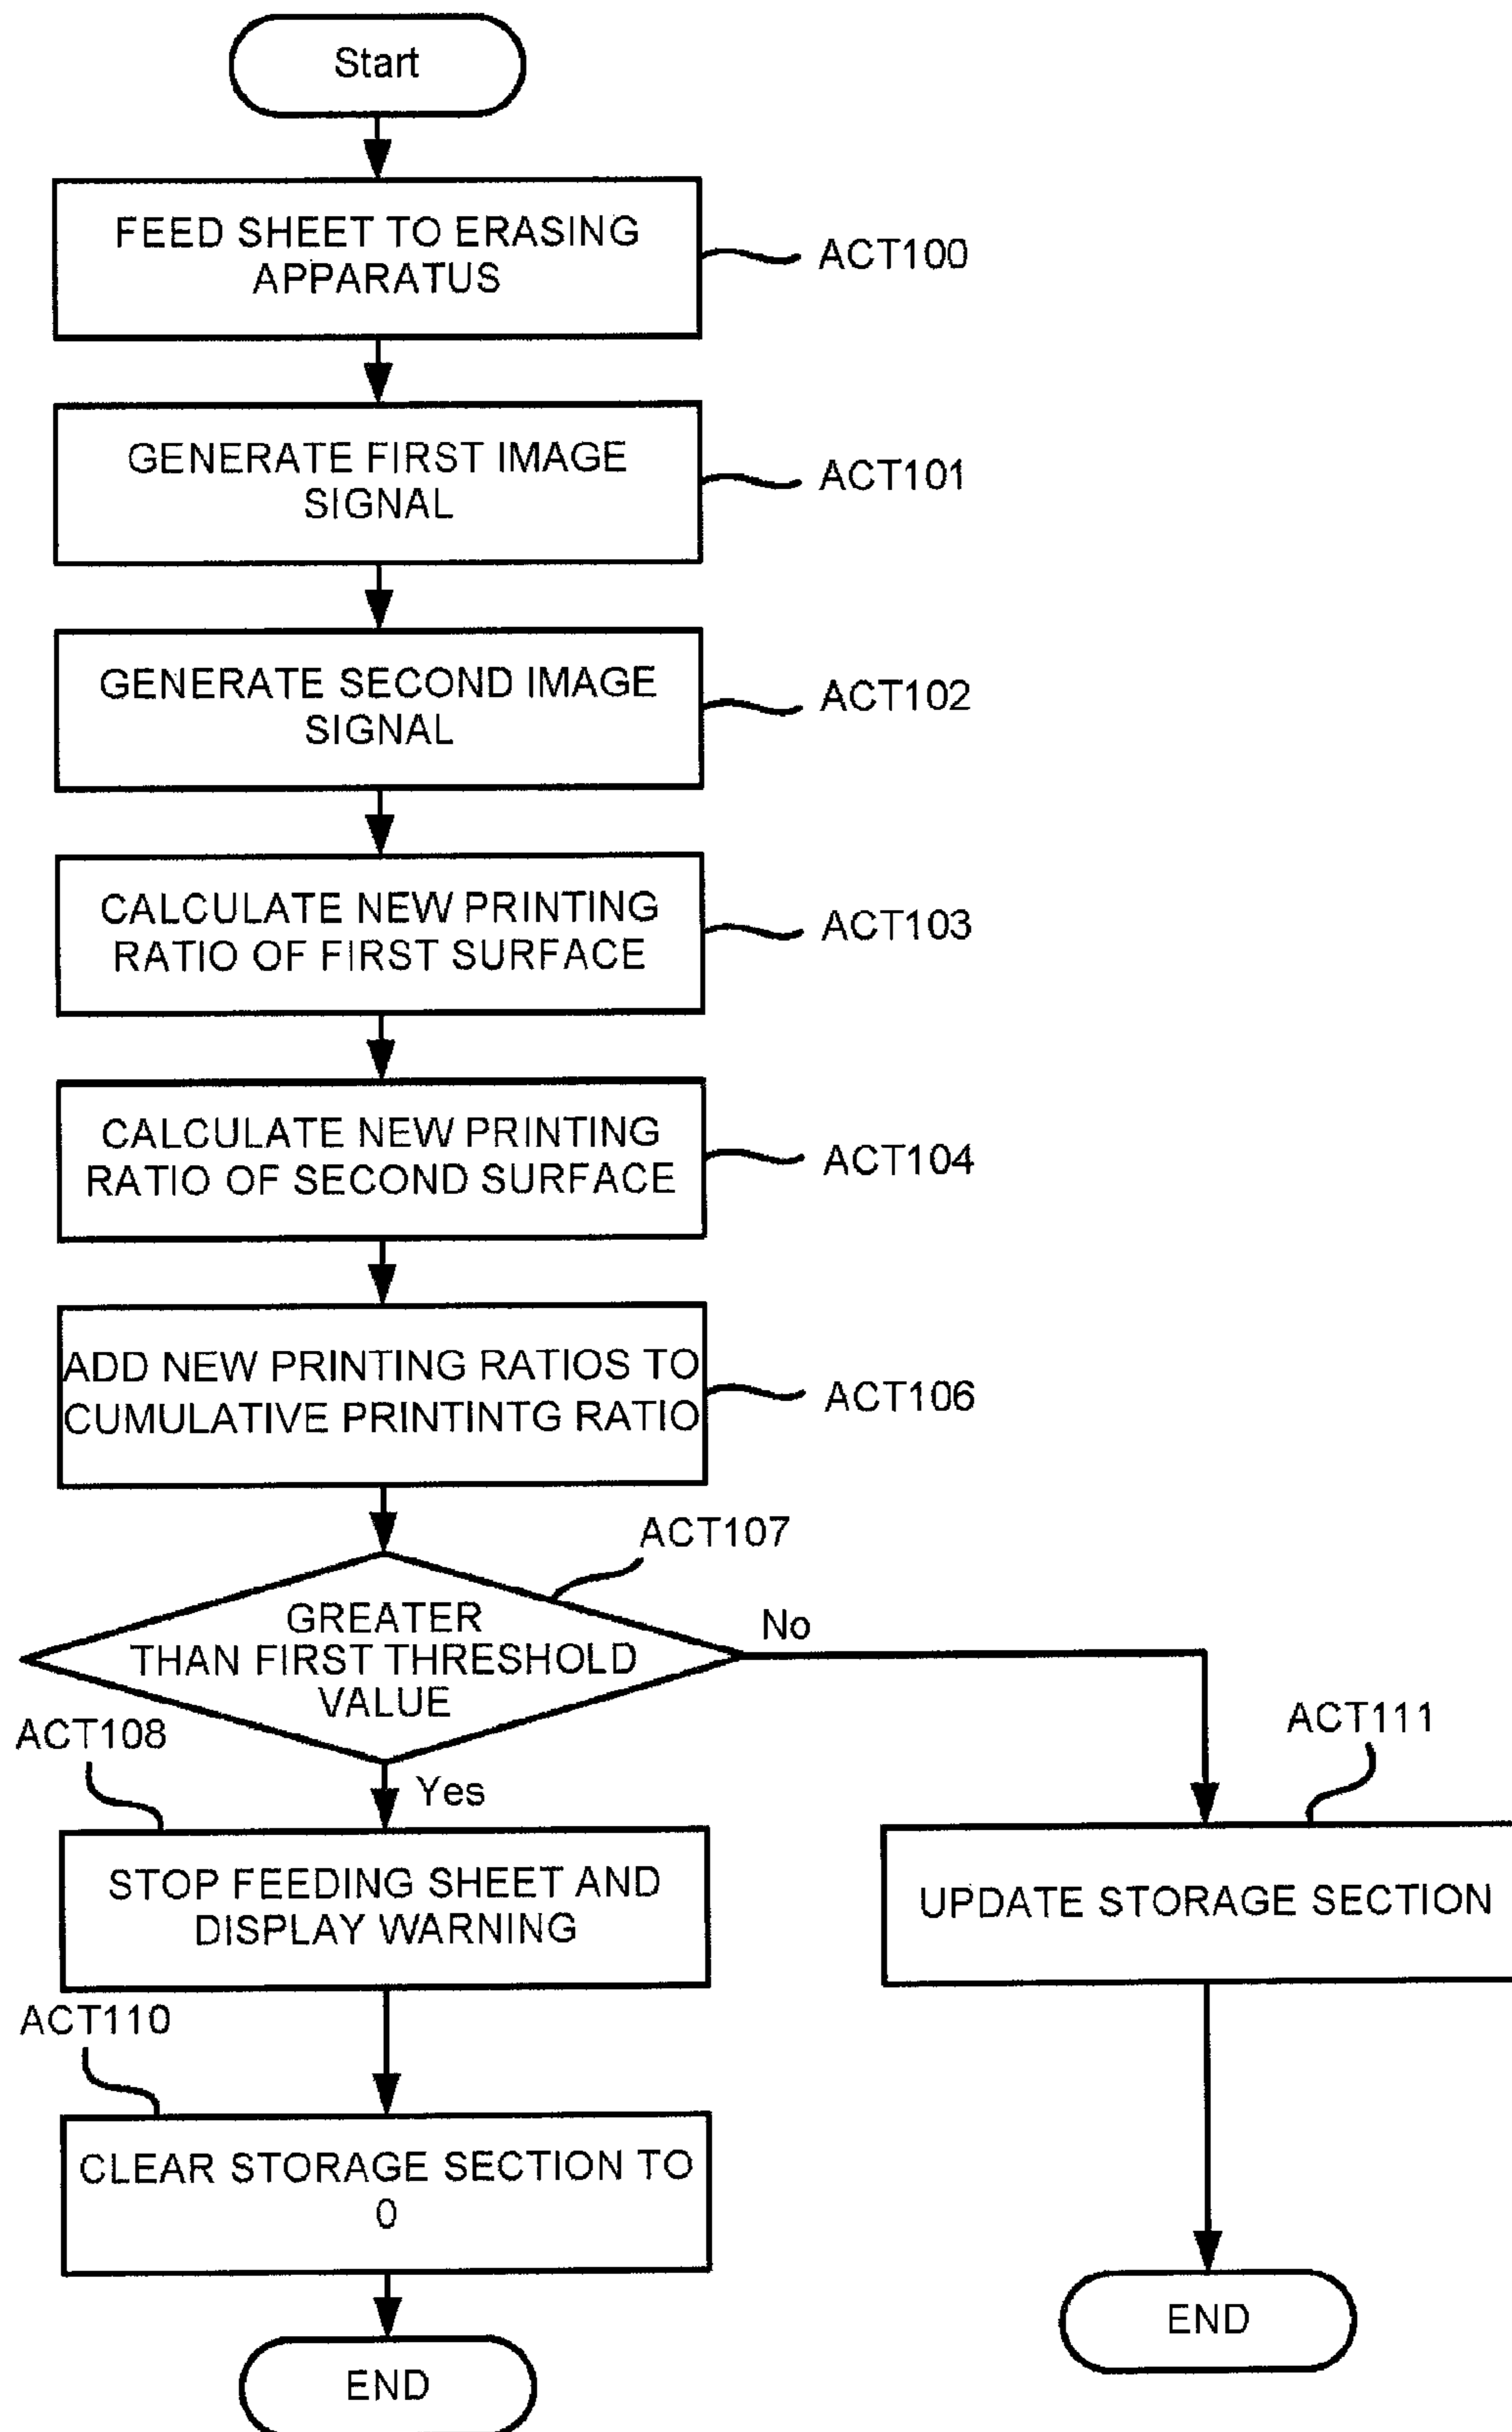 Start
FEED SHEET TO ERASING
APPARATUS
ACT100
GENERATE FIRST IMAGE
SIGNAL
ACT101
GENERATE SECOND IMAGE
SIGNAL
ACT102
CALCULATE NEW PRINTING
RATIO OF FIRST SURFACE
ACT103
CALCULATE NEW PRINTING
RATIO OF SECOND SURFACE
ACT104
ADD NEW PRINTING RATIOS TO
CUMULATIVE PRINTINTG RATIO
ACT106
ACT107
GREATER
THAN FIRST THRESHOLD
VALUE
No
Yes
ACT108
STOP FEEDING SHEET AND
DISPLAY WARNING
ACT111
UPDATE STORAGE SECTION
ACT110
CLEAR STORAGE SECTION TO
0
END
END